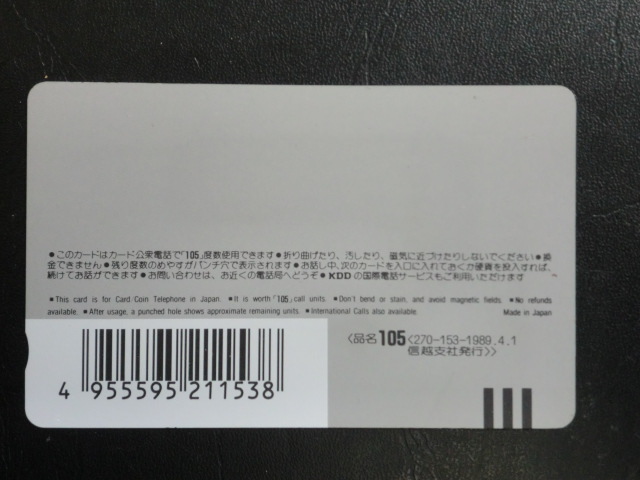 ●このカードはカード公衆電話で「105」度数使用できます●折り曲げたり、汚したり、磁気に近づけたりしないでください●換
金できません●残り度数のめやすがパンチ穴で表示されます●お話し中、次のカードを入口に入れておくか硬貨を投入すれば、
続けてお話ができます●お問い合わせは、お近くの電話局へどうぞ●KDDの国際電話サービスもご利用いただけます
■This card is for Card/Coin Telephone in Japan. ■It is worth「105」call units. ■Don't bend or stain, and avoid magnetic fields. ■No refunds
available. ■After usage, a punched hole shows approximate remaining units. ■International Calls also available. Made in Japan
〈品名105〈270-153-1989.4.1
信越支社発行〉〉
4 955595 211538